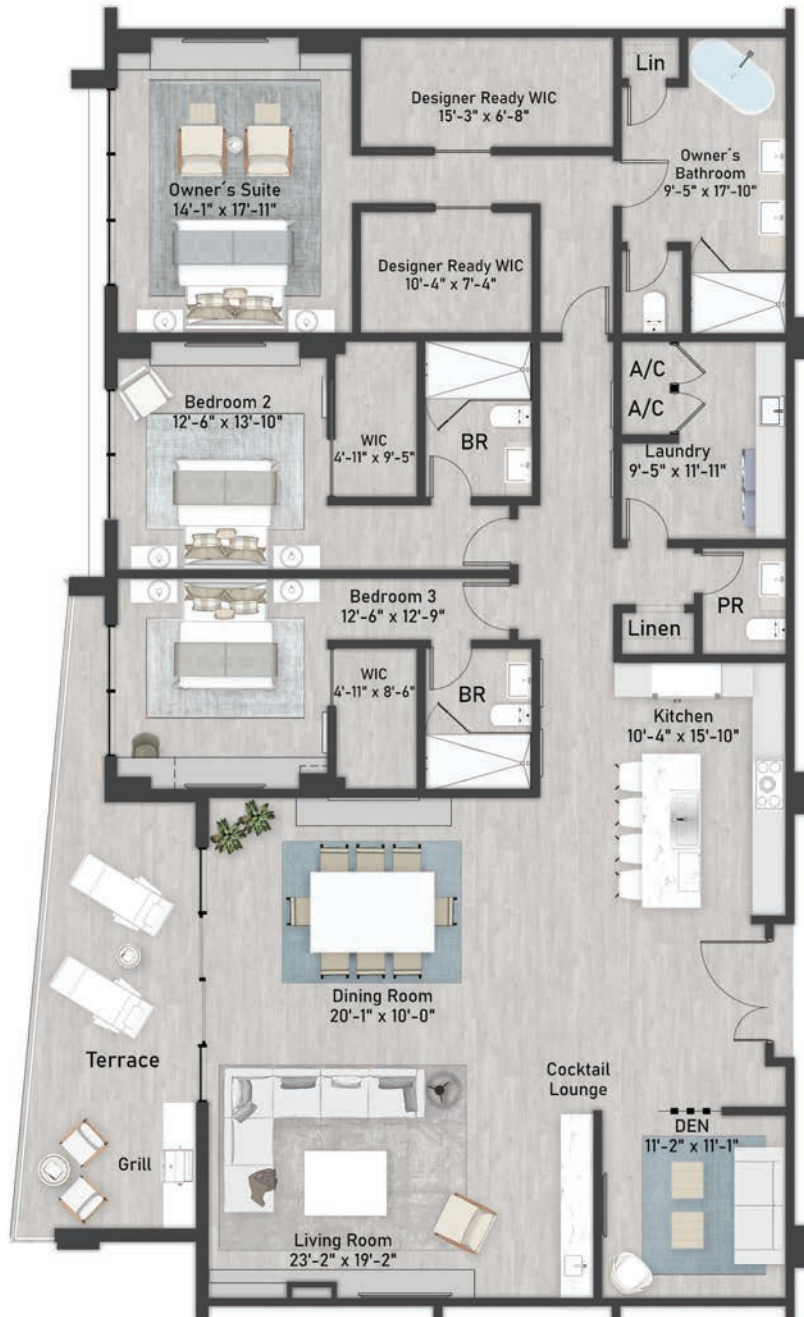 Lin
Designer Ready WIC
15'-3" x 6'-8"
Owner´s
Bathroom
9'-5" x 17'-10"
Owner´s Suite
14'-1" x 17'-11"
Designer Ready WIC
10'-4" x 7'-4"
A/C
A/C
Bedroom 2
12'-6" x 13'-10"
WIC
4'-11" x 9'-5"
BR
Laundry
9'-5" x 11'-11"
Bedroom 3
12'-6" x 12'-9"
PR
Linen
WIC
4'-11" x 8'-6"
BR
Kitchen
10'-4" x 15'-10"
Dining Room
20'-1" x 10'-0"
Terrace
Cocktail
Lounge
DEN
11'-2" x 11'-1"
Grill
Living Room
23'-2" x 19'-2"